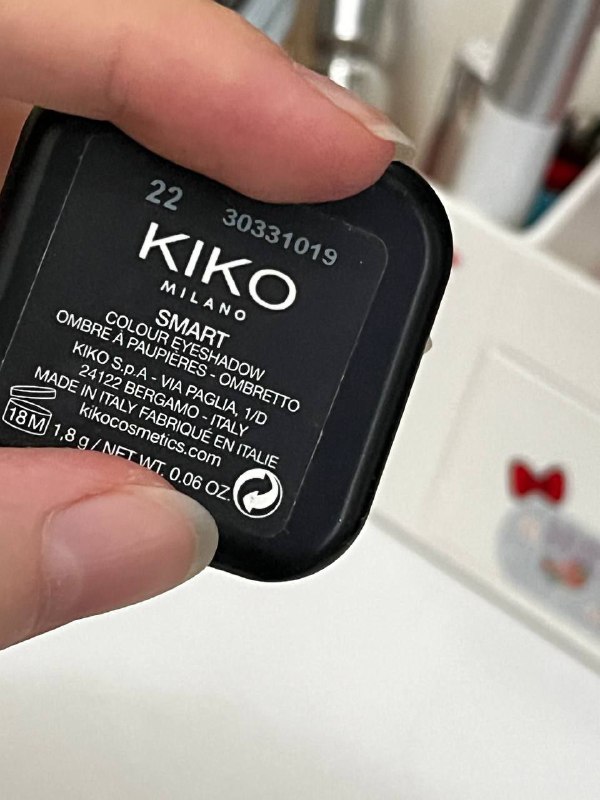 22 30331019
KIKO
MILANO
SMART
COLOUR EYESHADOW
OMBRE À PAUPIÈRES - OMBRETTO
KIKO S.p.A - VIA PAGLIA, 1/D
24122 BERGAMO - ITALY
MADE IN ITALY FABRIQUÉ EN ITALIE
kikocosmetics.com
18M 1,8 g / NET WT. 0.06 OZ.